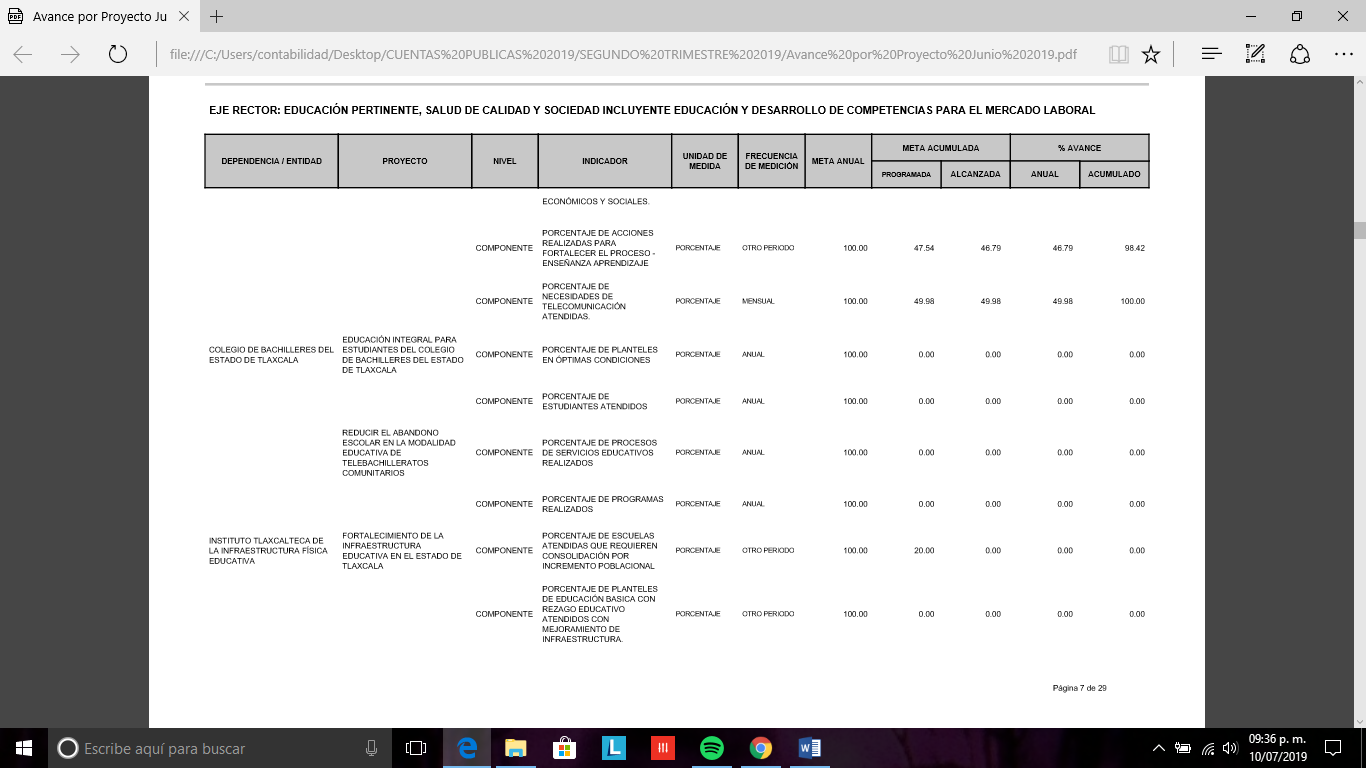 Avance por Proyecto Ju
file:///C:/Users/contabilidad/Desktop/CUENTAS%20PUBLICAS%202019/SEGUNDO%20TRIMESTRE%202019/Avance%20por%20Proyecto%20Junio%202019.pdf
EJE RECTOR: EDUCACIÓN PERTINENTE, SALUD DE CALIDAD Y SOCIEDAD INCLUYENTE EDUCACIÓN Y DESARROLLO DE COMPETENCIAS PARA EL MERCADO LABORAL
DEPENDENCIA / ENTIDAD
PROYECTO
NIVEL
INDICADOR
UNIDAD DE
MEDIDA
FRECUENCIA
DE MEDICIÓN
META ANUAL
META ACUMULADA
PROGRAMADA
ALCANZADA
% AVANCE
ANUAL
ACUMULADO
ECONÓMICOS Y SOCIALES.
COMPONENTE
PORCENTAJE DE ACCIONES
REALIZADAS PARA
FORTALECER EL PROCESO -
ENSEÑANZA APRENDIZAJE
PORCENTAJE
OTRO PERIODO
100.00
47.54
46.79
46.79
98.42
COMPONENTE
PORCENTAJE DE
NECESIDADES DE
TELECOMUNICACIÓN
ATENDIDAS.
PORCENTAJE
MENSUAL
100.00
49.98
49.98
49.98
100.00
COLEGIO DE BACHILLERES DEL
ESTADO DE TLAXCALA
EDUCACIÓN INTEGRAL PARA
ESTUDIANTES DEL COLEGIO
DE BACHILLERES DEL ESTADO
DE TLAXCALA
COMPONENTE
PORCENTAJE DE PLANTELES
EN ÓPTIMAS CONDICIONES
PORCENTAJE
ANUAL
100.00
0.00
0.00
0.00
0.00
COMPONENTE
PORCENTAJE DE
ESTUDIANTES ATENDIDOS
PORCENTAJE
ANUAL
100.00
0.00
0.00
0.00
0.00
REDUCIR EL ABANDONO
ESCOLAR EN LA MODALIDAD
EDUCATIVA DE
TELEBACHILLERATOS
COMUNITARIOS
COMPONENTE
PORCENTAJE DE PROCESOS
DE SERVICIOS EDUCATIVOS
REALIZADOS
PORCENTAJE
ANUAL
100.00
0.00
0.00
0.00
0.00
COMPONENTE
PORCENTAJE DE PROGRAMAS
REALIZADOS
PORCENTAJE
ANUAL
100.00
0.00
0.00
0.00
0.00
INSTITUTO TLAXCALTECA DE
LA INFRAESTRUCTURA FÍSICA
EDUCATIVA
FORTALECIMIENTO DE LA
INFRAESTRUCTURA
EDUCATIVA EN EL ESTADO DE
TLAXCALA
COMPONENTE
PORCENTAJE DE ESCUELAS
ATENDIDAS QUE REQUIEREN
CONSOLIDACIÓN POR
INCREMENTO POBLACIONAL
PORCENTAJE
OTRO PERIODO
100.00
20.00
0.00
0.00
0.00
COMPONENTE
PORCENTAJE DE PLANTELES
DE EDUCACIÓN BASICA CON
REZAGO EDUCATIVO
ATENDIDOS CON
MEJORAMIENTO DE
INFRAESTRUCTURA.
PORCENTAJE
OTRO PERIODO
100.00
0.00
0.00
0.00
0.00
Página 7 de 29
Escribe aquí para buscar
09:36 p. m.
10/07/2019